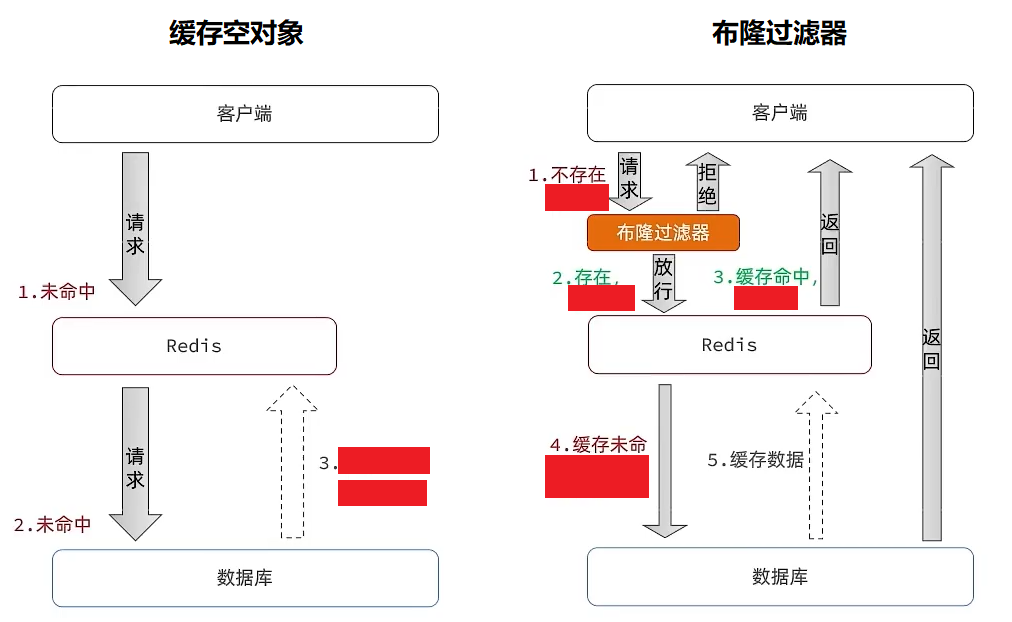 缓存空对象
客户端
请
求
1.未命中
Redis
请
求
3.
2.未命中
数据库
布隆过滤器
客户端
1.不存在
请
求
拒
绝
布隆过滤器
2.存在,
放
行
3.缓存命中,
返
回
Redis
返
回
4.缓存未命
5.缓存数据
数据库